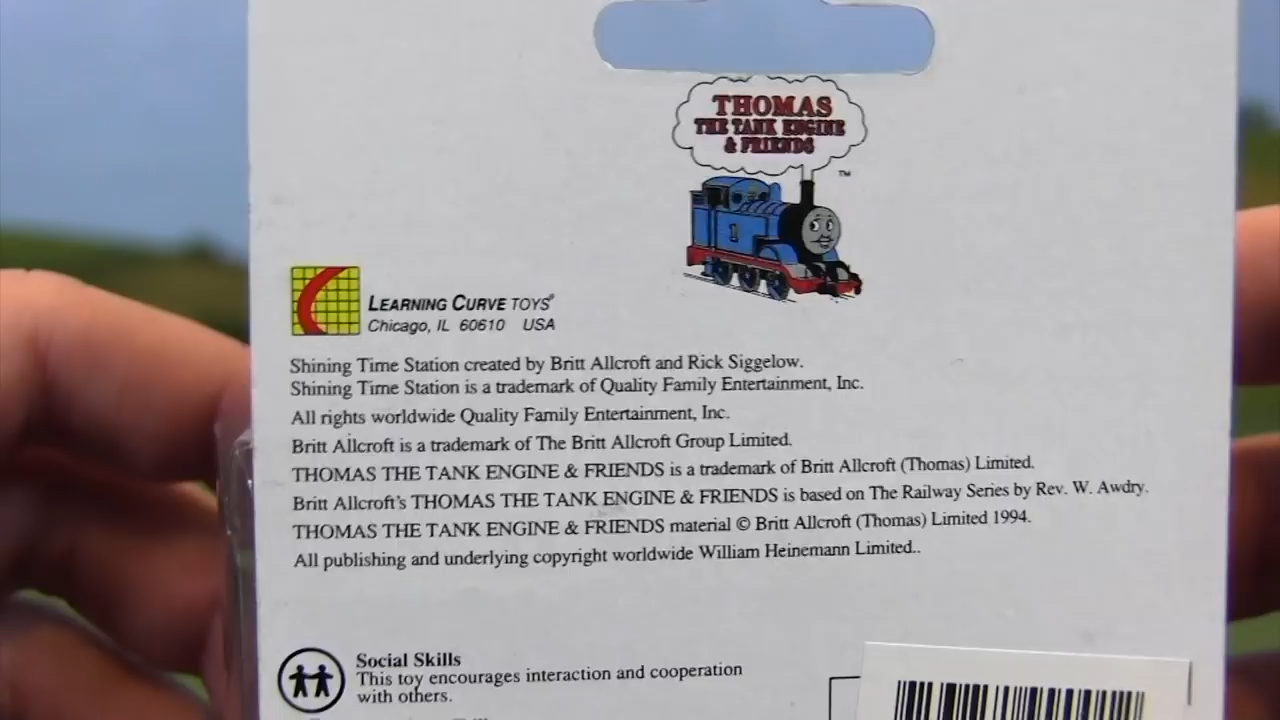 THOMAS
THE TANK ENGINE
& FRIENDS
™
1
LEARNING CURVE TOYS®
Chicago, IL 60610 USA
Shining Time Station created by Britt Allcroft and Rick Siggelow.
Shining Time Station is a trademark of Quality Family Entertainment, Inc.
All rights worldwide Quality Family Entertainment, Inc.
Britt Allcroft is a trademark of The Britt Allcroft Group Limited.
THOMAS THE TANK ENGINE & FRIENDS is a trademark of Britt Allcroft (Thomas) Limited.
Britt Allcroft's THOMAS THE TANK ENGINE & FRIENDS is based on The Railway Series by Rev. W. Awdry.
THOMAS THE TANK ENGINE & FRIENDS material © Britt Allcroft (Thomas) Limited 1994.
All publishing and underlying copyright worldwide William Heinemann Limited..
Social Skills
This toy encourages interaction and cooperation
with others.